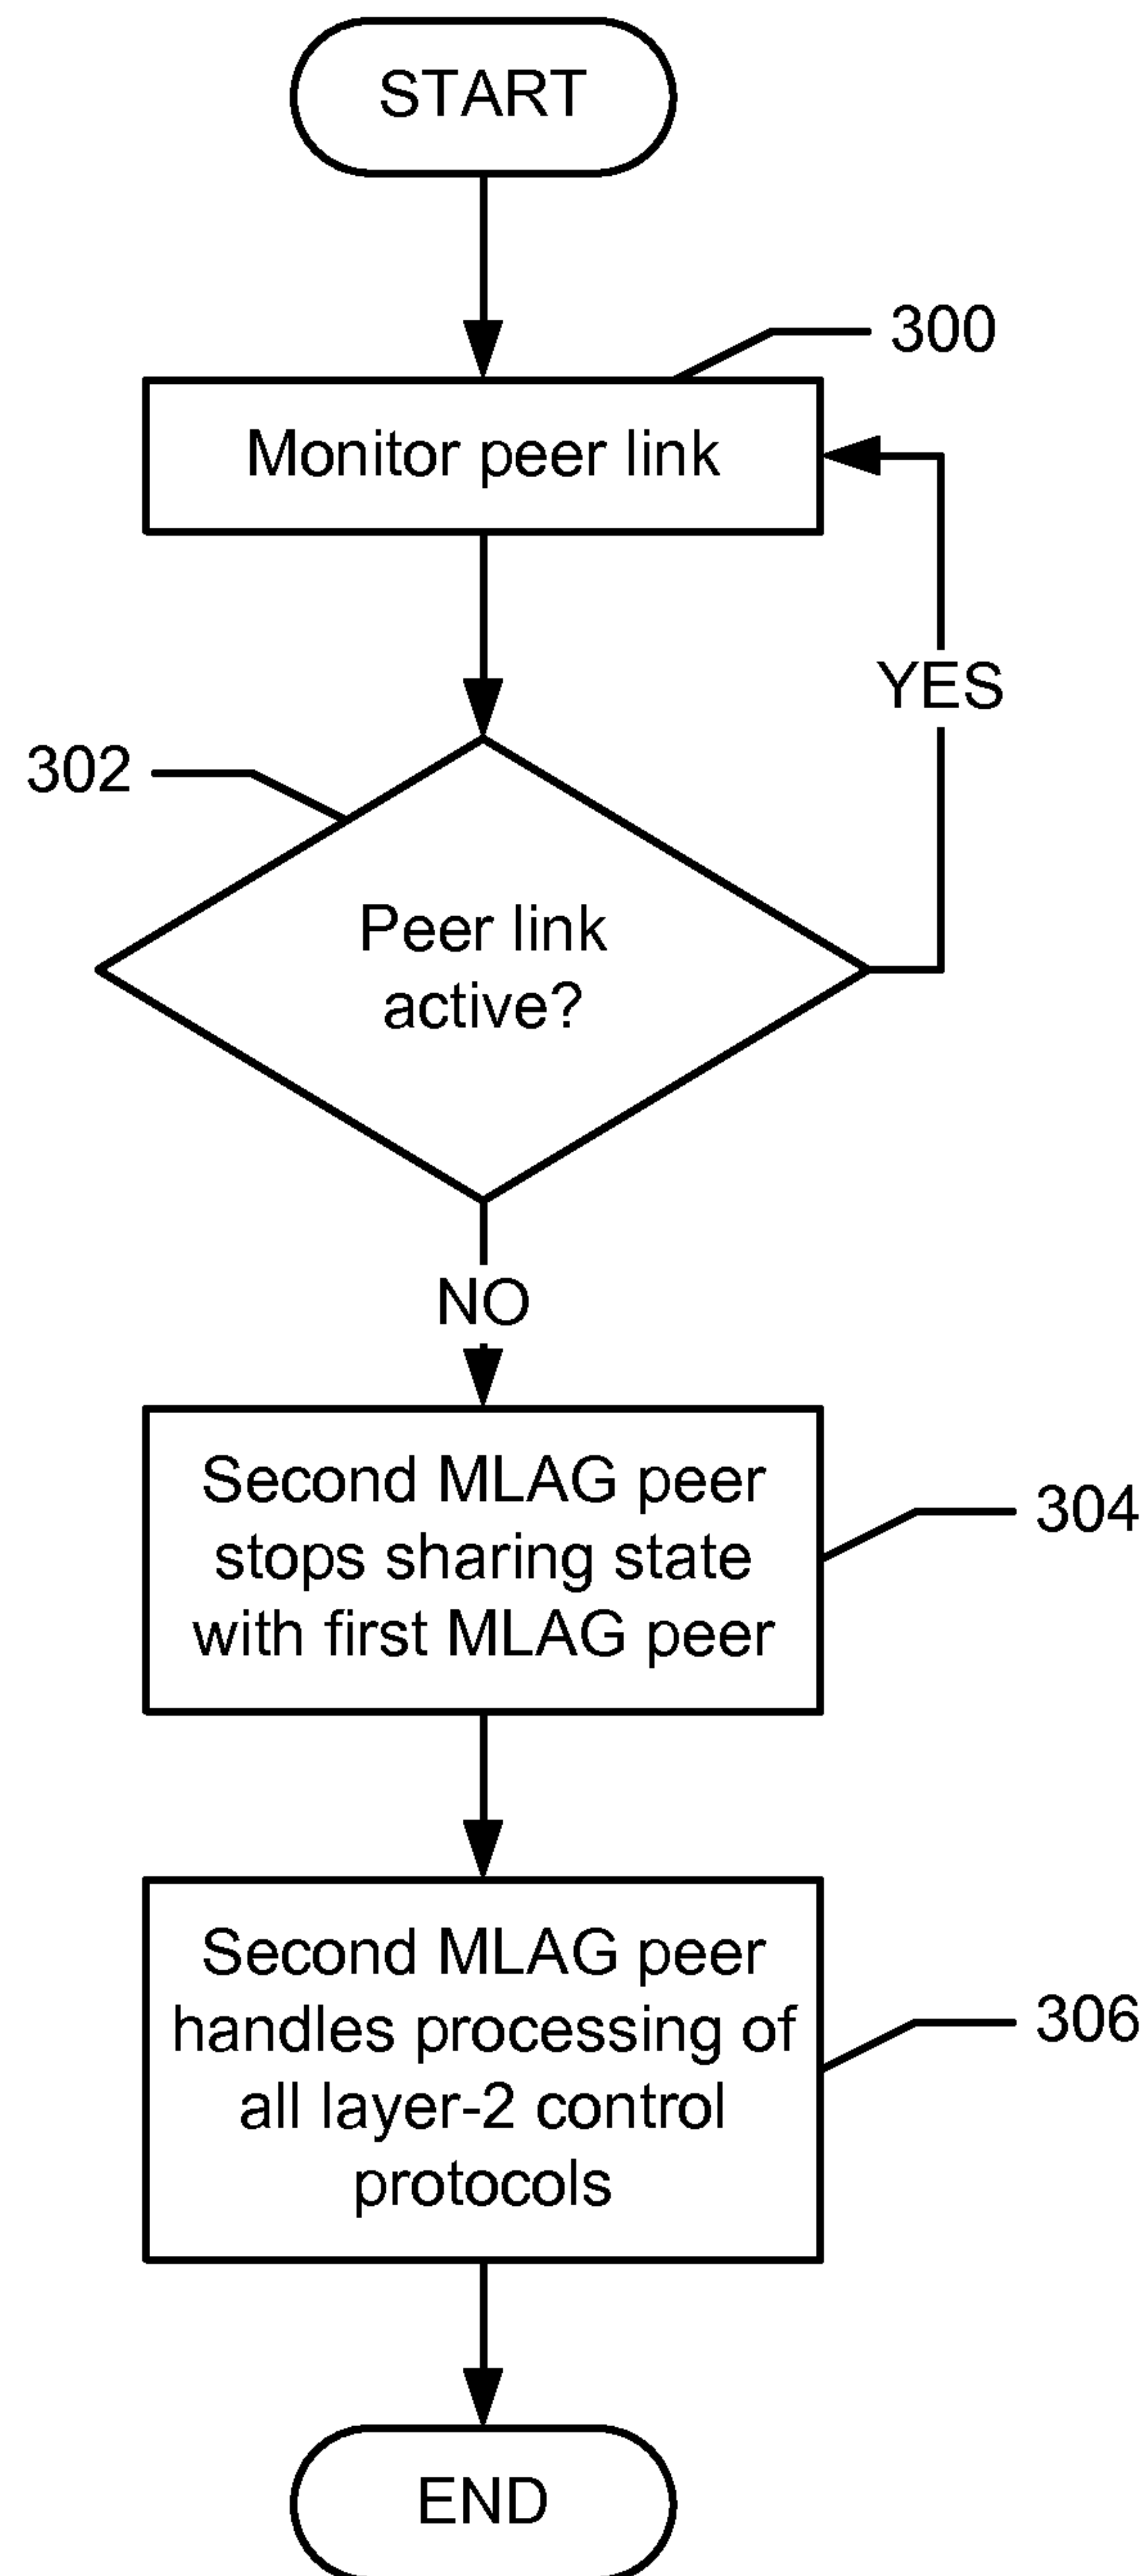 START
300
Monitor peer link
YES
302
Peer link
active?
NO
Second MLAG peer
stops sharing state
with first MLAG peer
304
Second MLAG peer
handles processing of
all layer-2 control
protocols
306
END